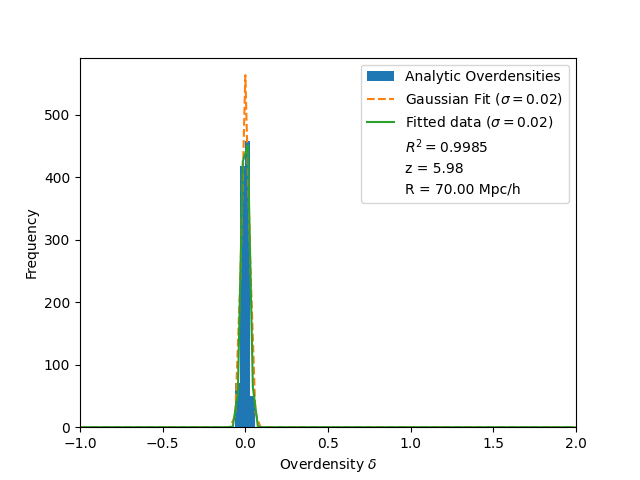 Analytic Overdensities
Gaussian Fit (σ = 0.02)
Fitted data (σ = 0.02)
R² = 0.9985
z = 5.98
R = 70.00 Mpc/h
500
400
300
200
100
0
Frequency
−1.0 −0.5 0.0 0.5 1.0 1.5 2.0
Overdensity δ